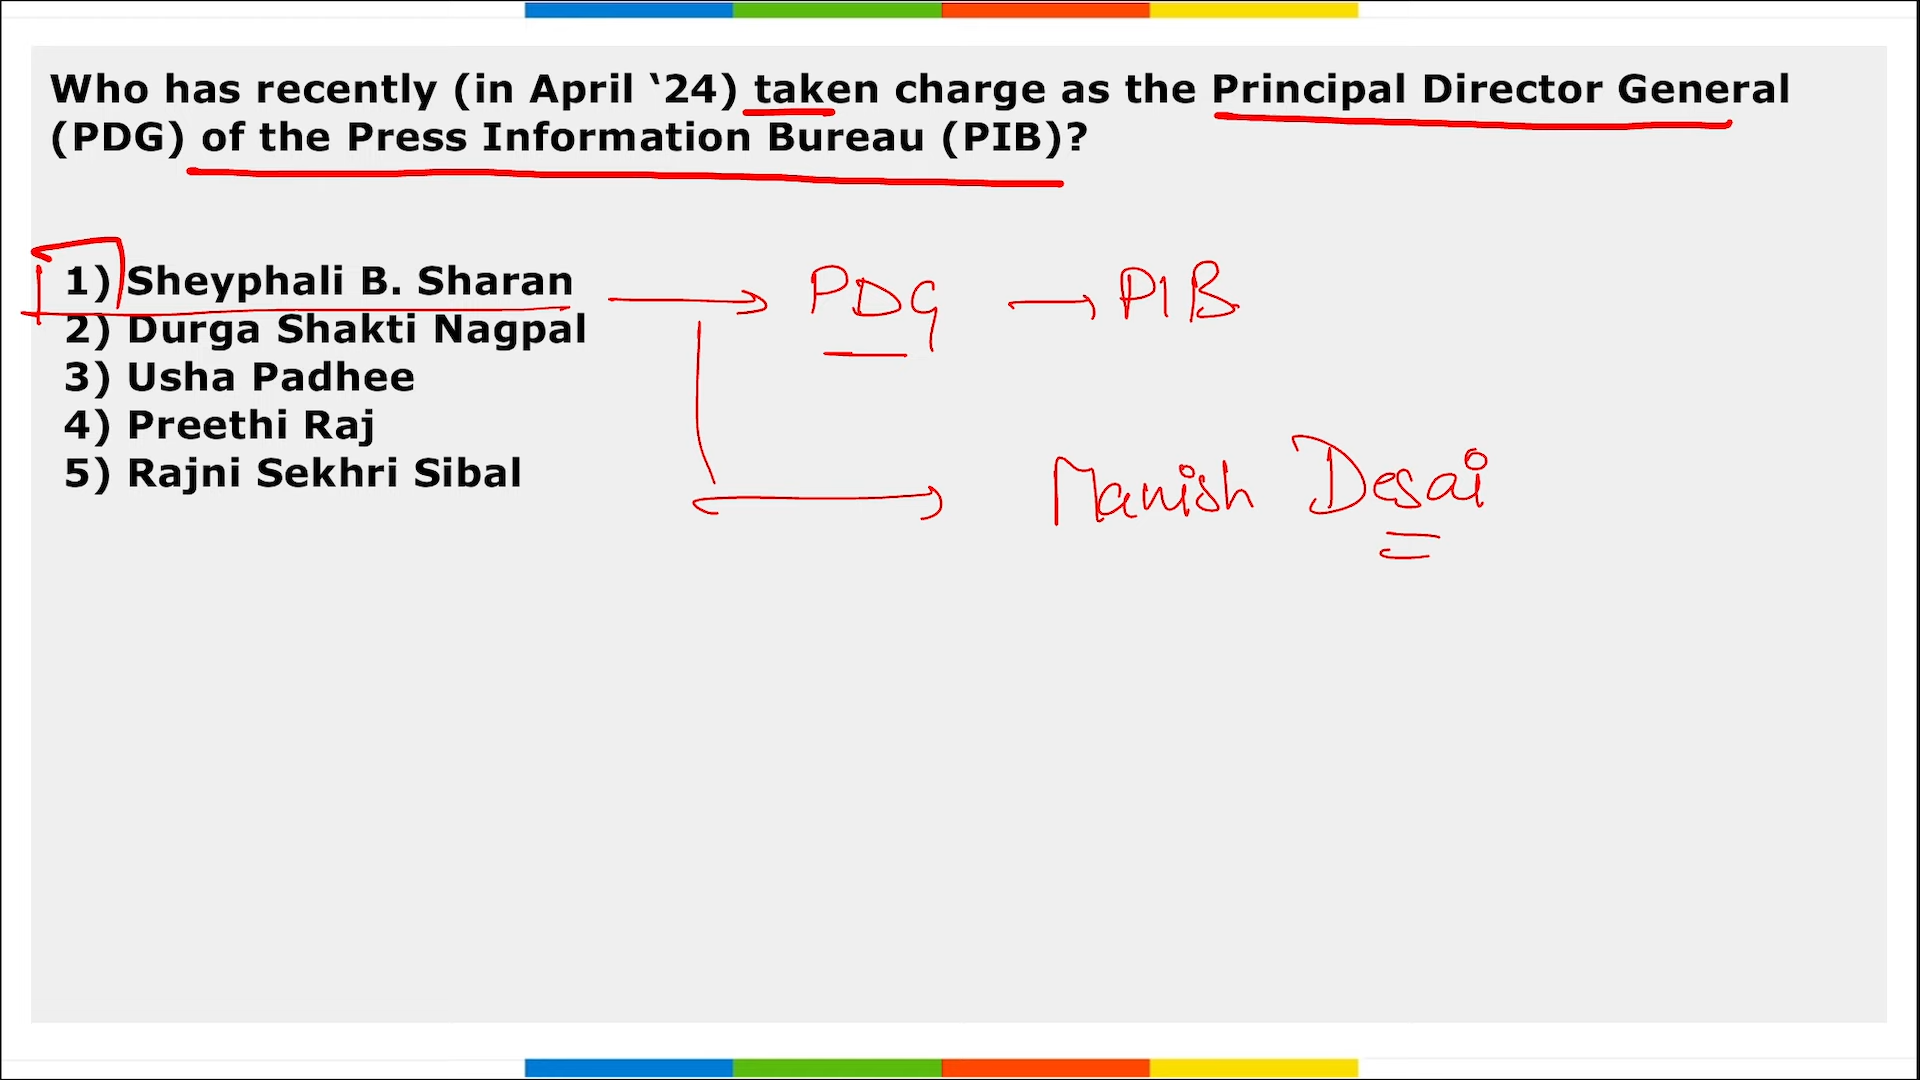 Who has recently (in April ‘24) taken charge as the Principal Director General
(PDG) of the Press Information Bureau (PIB)?
1) Sheyphali B. Sharan
PDG
PIB
2) Durga Shakti Nagpal
3) Usha Padhee
4) Preethi Raj
5) Rajni Sekhri Sibal
Manish Desai